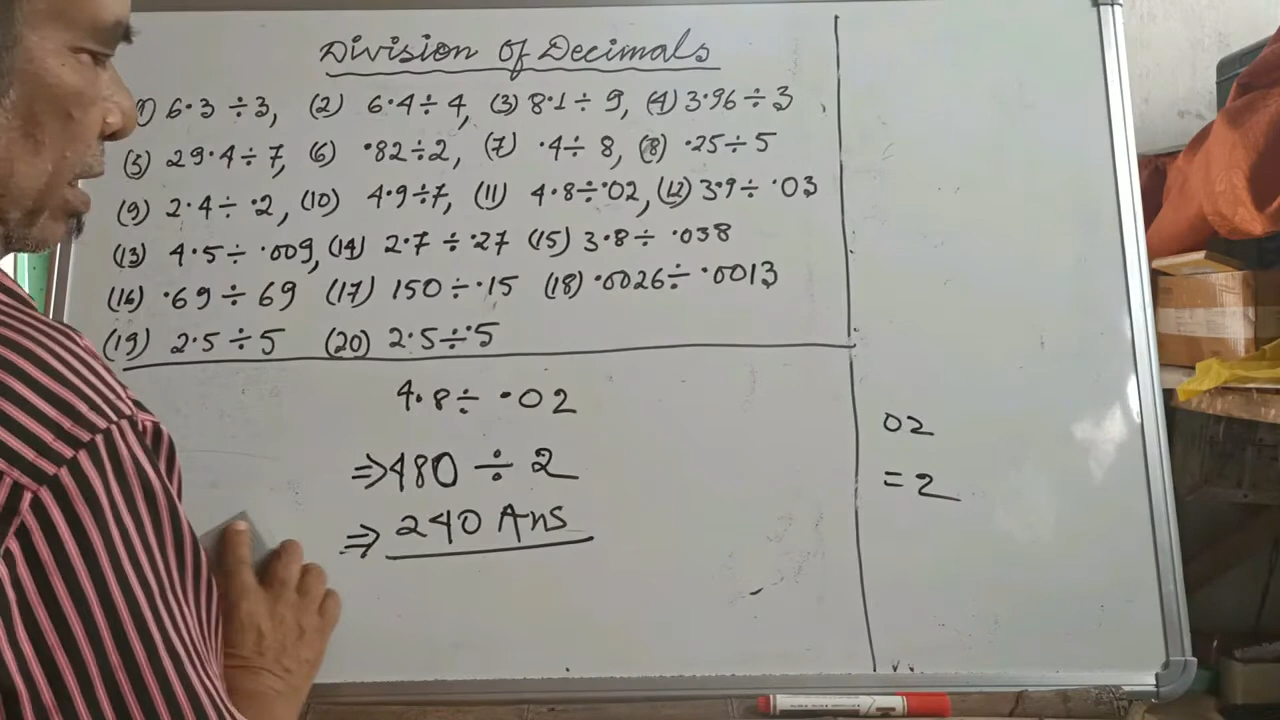 Division of Decimals
(1) 6·3 ÷ 3, (2) 6·4 ÷ 4, (3) 8·1 ÷ 9, (4) 3·96 ÷ 3
(5) 29·4 ÷ 7, (6) ·82 ÷ 2, (7) ·4 ÷ 8, (8) ·25 ÷ 5
(9) 2·4 ÷ ·2, (10) 4·9 ÷ 7, (11) 4·8 ÷ ·02, (12) 3·9 ÷ ·03
(13) 4·5 ÷ ·009, (14) 2·7 ÷ ·27 (15) 3·8 ÷ ·038
(16) ·69 ÷ 69 (17) 150 ÷ ·15 (18) ·0026 ÷ ·0013
(19) 2·5 ÷ 5 (20) 2·5 ÷ ·5
4·8 ÷ ·02
⇒ 480 ÷ 2
⇒ 240 Ans
02
= 2